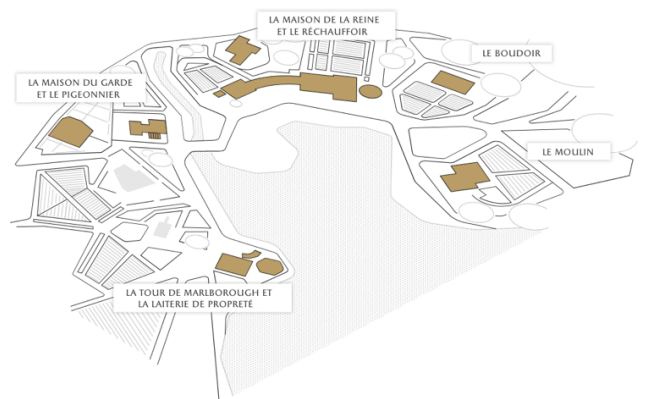 LA MAISON DE LA REINE
ET LE RÉCHAUFFOIR
LE BOUDOIR
LA MAISON DU GARDE
ET LE PIGEONNIER
LE MOULIN
LA TOUR DE MARLBOROUGH ET
LA LAITERIE DE PROPRETÉ